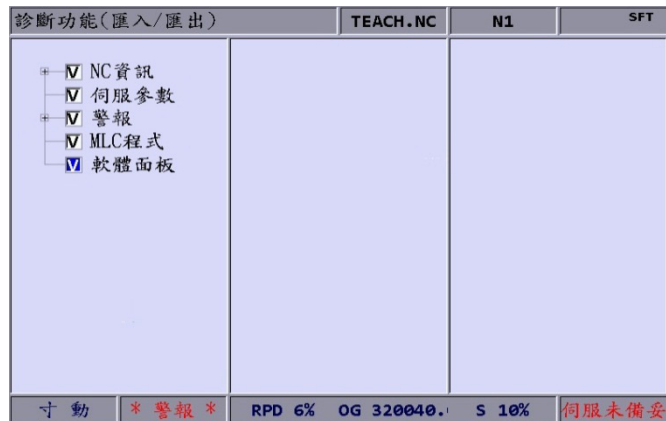 診斷功能(匯入/匯出) TEACH.NC N1 SFT
NC資訊
伺服參數
警報
MLC程式
軟體面板
寸動 * 警報 * RPD 6% OG 320040. S 10% 伺服未備妥